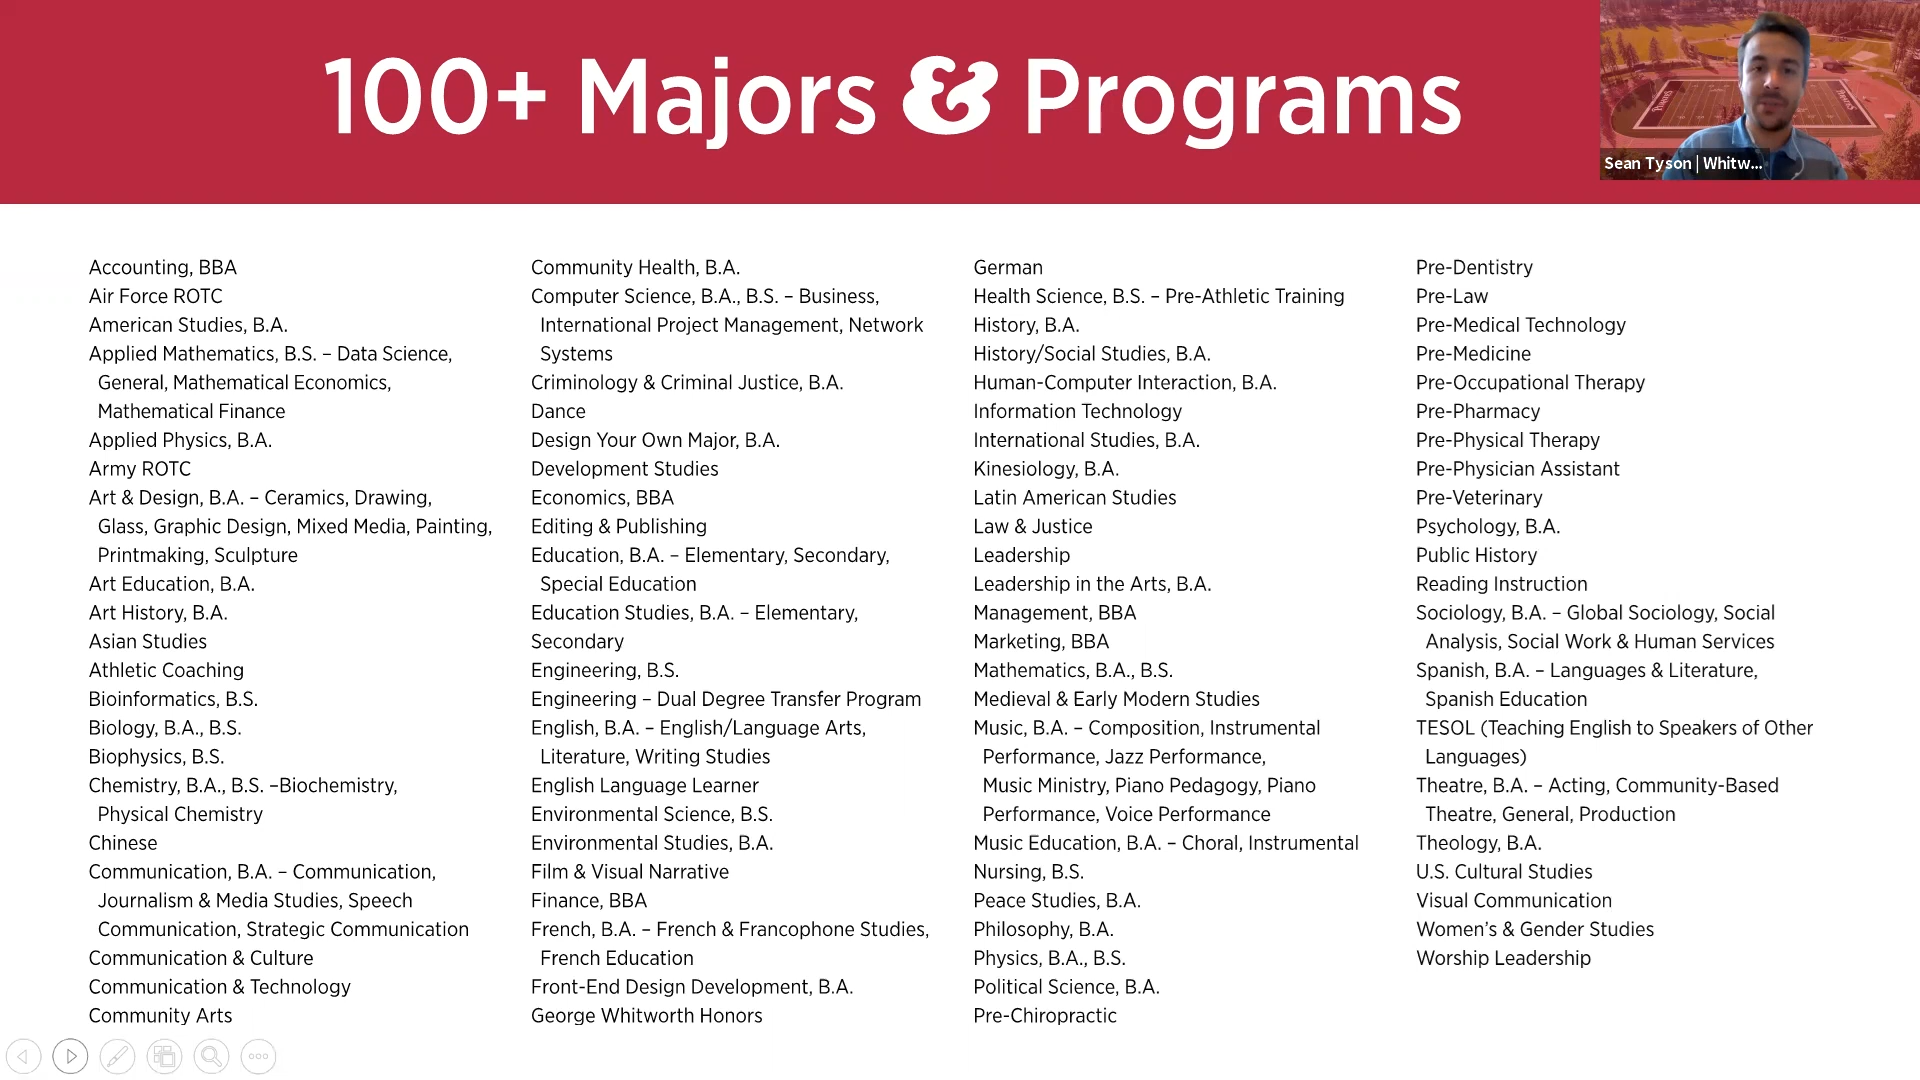 100+ Majors & Programs
Sean Tyson | Whitw...
Accounting, BBA
Air Force ROTC
American Studies, B.A.
Applied Mathematics, B.S. – Data Science,
General, Mathematical Economics,
Mathematical Finance
Applied Physics, B.A.
Army ROTC
Art & Design, B.A. – Ceramics, Drawing,
Glass, Graphic Design, Mixed Media, Painting,
Printmaking, Sculpture
Art Education, B.A.
Art History, B.A.
Asian Studies
Athletic Coaching
Bioinformatics, B.S.
Biology, B.A., B.S.
Biophysics, B.S.
Chemistry, B.A., B.S. –Biochemistry,
Physical Chemistry
Chinese
Communication, B.A. – Communication,
Journalism & Media Studies, Speech
Communication, Strategic Communication
Communication & Culture
Communication & Technology
Community Arts
Community Health, B.A.
Computer Science, B.A., B.S. – Business,
International Project Management, Network
Systems
Criminology & Criminal Justice, B.A.
Dance
Design Your Own Major, B.A.
Development Studies
Economics, BBA
Editing & Publishing
Education, B.A. – Elementary, Secondary,
Special Education
Education Studies, B.A. – Elementary,
Secondary
Engineering, B.S.
Engineering – Dual Degree Transfer Program
English, B.A. – English/Language Arts,
Literature, Writing Studies
English Language Learner
Environmental Science, B.S.
Environmental Studies, B.A.
Film & Visual Narrative
Finance, BBA
French, B.A. – French & Francophone Studies,
French Education
Front-End Design Development, B.A.
George Whitworth Honors
German
Health Science, B.S. – Pre-Athletic Training
History, B.A.
History/Social Studies, B.A.
Human-Computer Interaction, B.A.
Information Technology
International Studies, B.A.
Kinesiology, B.A.
Latin American Studies
Law & Justice
Leadership
Leadership in the Arts, B.A.
Management, BBA
Marketing, BBA
Mathematics, B.A., B.S.
Medieval & Early Modern Studies
Music, B.A. – Composition, Instrumental
Performance, Jazz Performance,
Music Ministry, Piano Pedagogy, Piano
Performance, Voice Performance
Music Education, B.A. – Choral, Instrumental
Nursing, B.S.
Peace Studies, B.A.
Philosophy, B.A.
Physics, B.A., B.S.
Political Science, B.A.
Pre-Chiropractic
Pre-Dentistry
Pre-Law
Pre-Medical Technology
Pre-Medicine
Pre-Occupational Therapy
Pre-Pharmacy
Pre-Physical Therapy
Pre-Physician Assistant
Pre-Veterinary
Psychology, B.A.
Public History
Reading Instruction
Sociology, B.A. – Global Sociology, Social
Analysis, Social Work & Human Services
Spanish, B.A. – Languages & Literature,
Spanish Education
TESOL (Teaching English to Speakers of Other
Languages)
Theatre, B.A. – Acting, Community-Based
Theatre, General, Production
Theology, B.A.
U.S. Cultural Studies
Visual Communication
Women's & Gender Studies
Worship Leadership